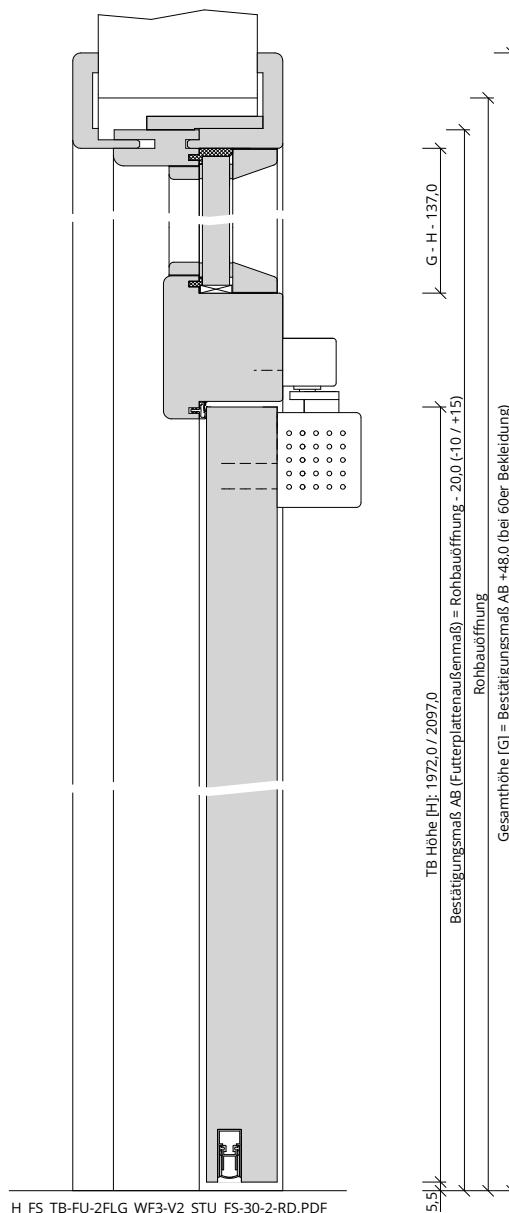 G - H - 137,0
TB Höhe [H]: 1972,0 / 2097,0
Bestätigungsmaß AB (Futterplattenaußenmaß) = Rohbauöffnung - 20,0 (-10 / +15)
Rohbauöffnung
Gesamthöhe [G] = Bestätigungsmaß AB +48,0 (bei 60er Bekleidung)
5,5
H_FS_TB-FU-2FLG_WF3-V2_STU_FS-30-2-RD.PDF